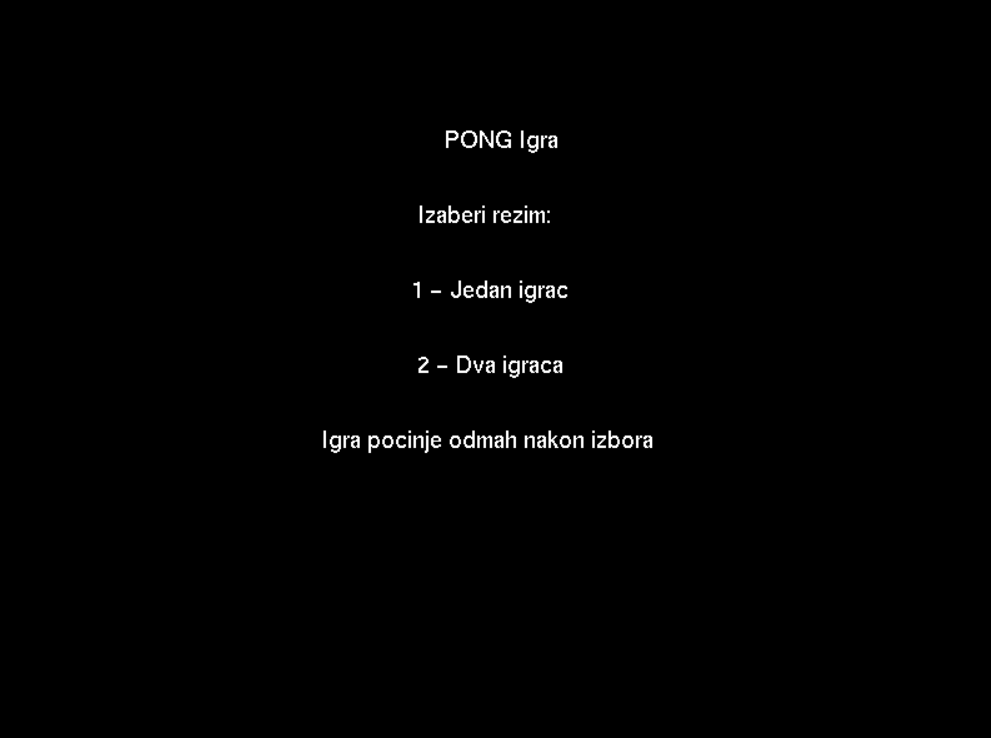 PONG Igra
Izaberi rezim:
1 – Jedan igrac
2 – Dva igraca
Igra pocinje odmah nakon izbora